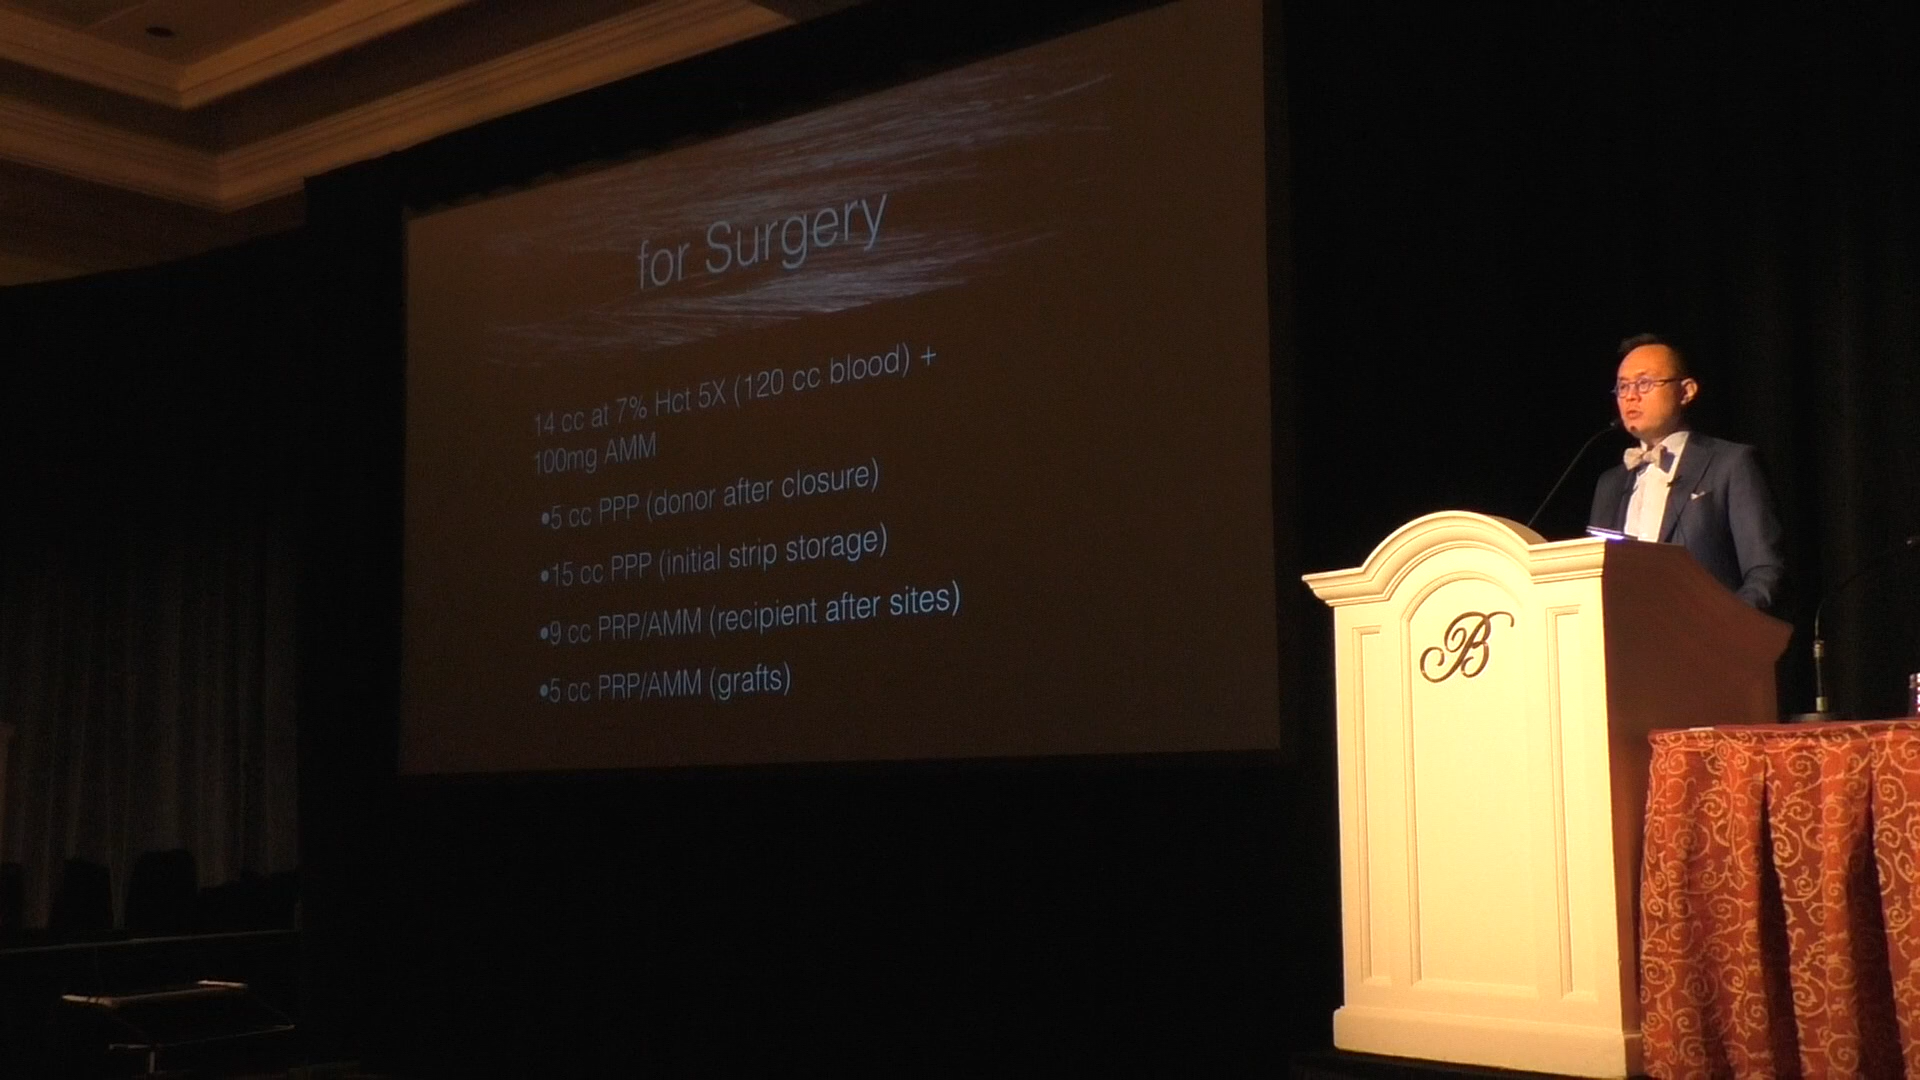 for Surgery
14 cc at 7% Hct 5X (120 cc blood) +
100mg AMM
•5 cc PPP (donor after closure)
•15 cc PPP (initial strip storage)
•9 cc PRP/AMM (recipient after sites)
•5 cc PRP/AMM (grafts)
B